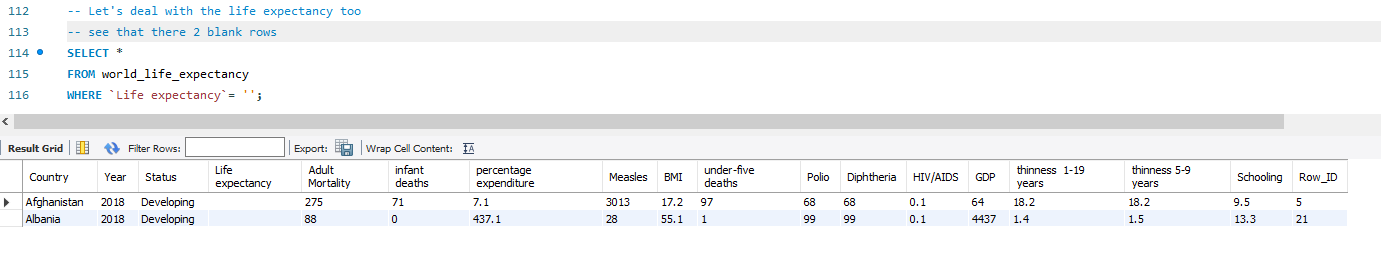 112 -- Let's deal with the life expectancy too
113 -- see that there 2 blank rows
114 SELECT *
115 FROM world_life_expectancy
116 WHERE `Life expectancy`= '';
Result Grid Filter Rows: Export: Wrap Cell Content:
Country Year Status Life expectancy Adult Mortality infant deaths percentage expenditure Measles BMI under-five deaths Polio Diphtheria HIV/AIDS GDP thinness 1-19 years thinness 5-9 years Schooling Row_ID
Afghanistan 2018 Developing 275 71 7.1 3013 17.2 97 68 68 0.1 64 18.2 18.2 9.5 5
Albania 2018 Developing 88 0 437.1 28 55.1 1 99 99 0.1 4437 1.4 1.5 13.3 21